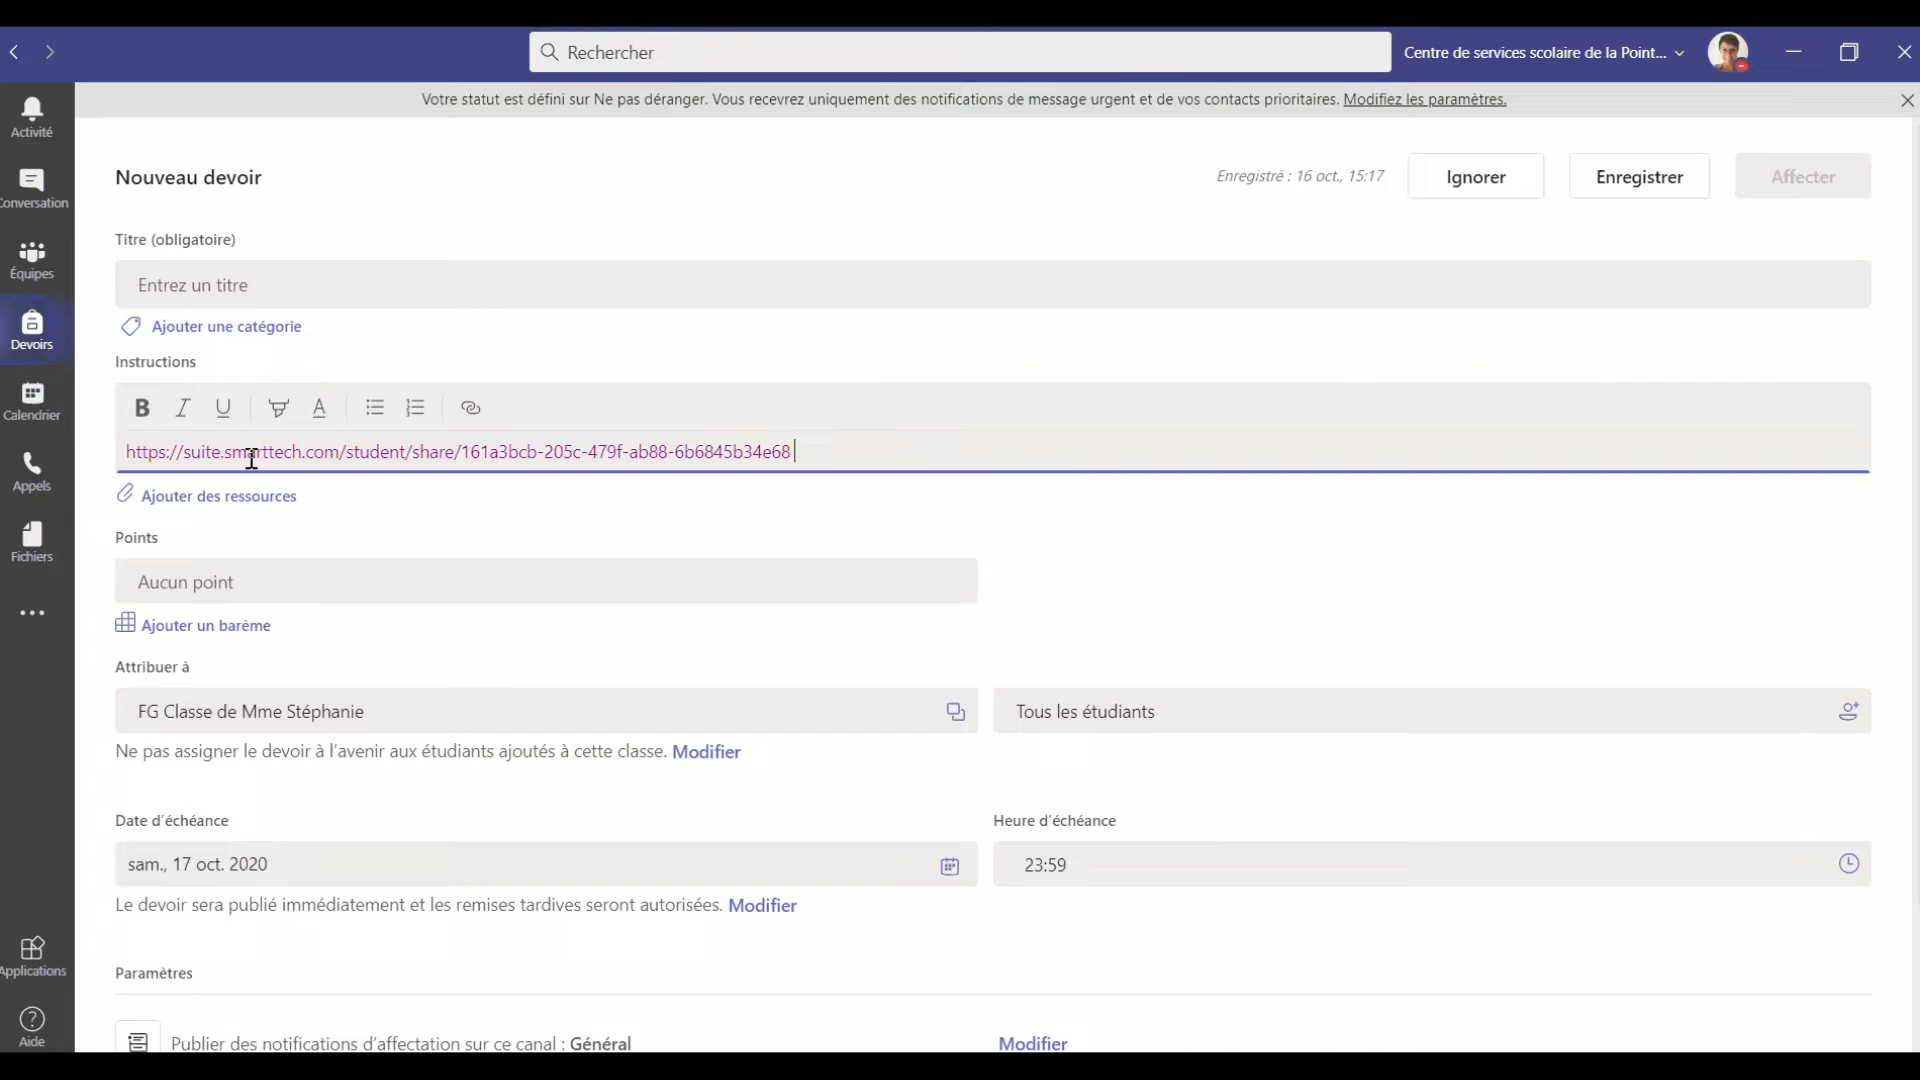 Rechercher
Centre de services scolaire de la Point...
Votre statut est défini sur Ne pas déranger. Vous recevrez uniquement des notifications de message urgent et de vos contacts prioritaires. Modifiez les paramètres.
Activité
Conversation
Équipes
Devoirs
Calendrier
Appels
Fichiers
Applications
Aide
Nouveau devoir
Enregistré : 16 oct., 15:17
Ignorer
Enregistrer
Affecter
Titre (obligatoire)
Entrez un titre
Ajouter une catégorie
Instructions
B I U A
https://suite.smarttech.com/student/share/161a3bcb-205c-479f-ab88-6b6845b34e68
Ajouter des ressources
Points
Aucun point
Ajouter un barème
Attribuer à
FG Classe de Mme Stéphanie
Tous les étudiants
Ne pas assigner le devoir à l'avenir aux étudiants ajoutés à cette classe. Modifier
Date d'échéance
Heure d'échéance
sam., 17 oct. 2020
23:59
Le devoir sera publié immédiatement et les remises tardives seront autorisées. Modifier
Paramètres
Publier des notifications d'affectation sur ce canal : Général
Modifier